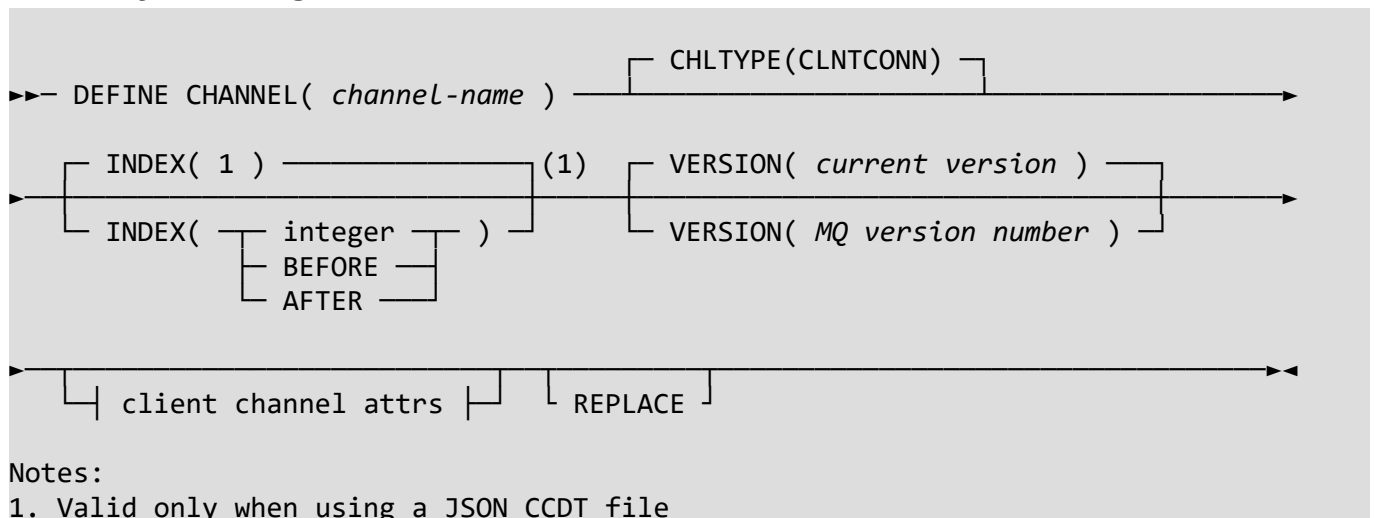 CHLTYPE(CLNTCONN)
DEFINE CHANNEL( channel-name )
INDEX( 1 ) (1) VERSION( current version )
INDEX( integer ) VERSION( MQ version number )
BEFORE
AFTER
client channel attrs REPLACE
Notes:
1. Valid only when using a JSON CCDT file